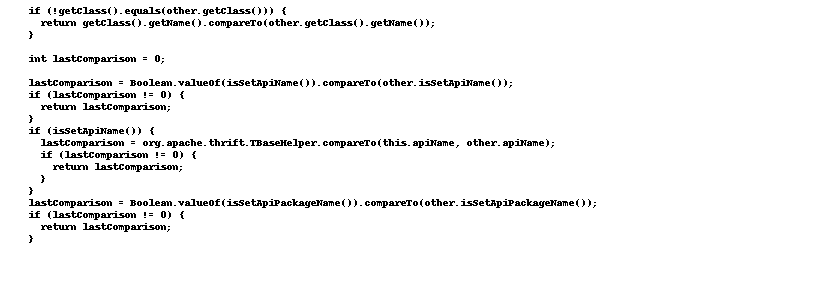 if (!getClass().equals(other.getClass())) {
  return getClass().getName().compareTo(other.getClass().getName());
}

int lastComparison = 0;

lastComparison = Boolean.valueOf(isSetApiName()).compareTo(other.isSetApiName());
if (lastComparison != 0) {
  return lastComparison;
}
if (isSetApiName()) {
  lastComparison = org.apache.thrift.TBaseHelper.compareTo(this.apiName, other.apiName);
  if (lastComparison != 0) {
    return lastComparison;
  }
}
lastComparison = Boolean.valueOf(isSetApiPackageName()).compareTo(other.isSetApiPackageName());
if (lastComparison != 0) {
  return lastComparison;
}